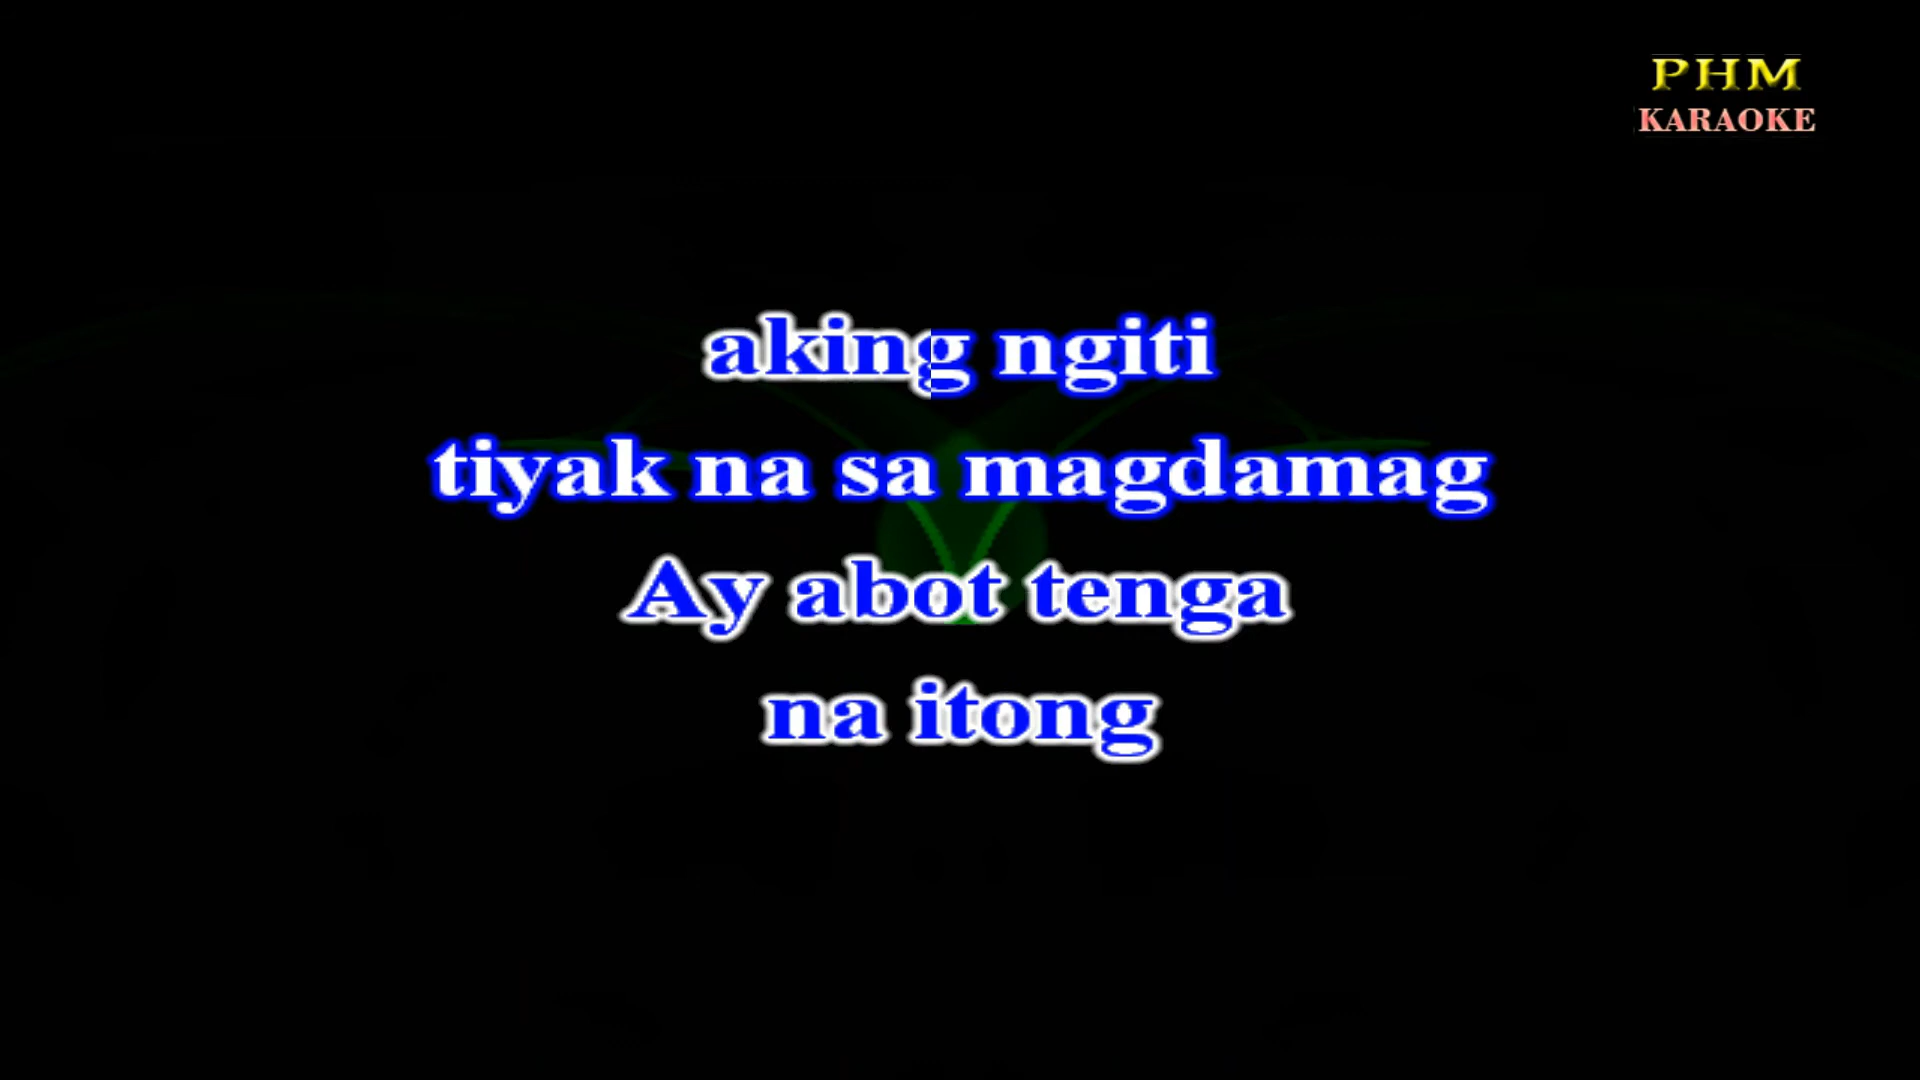 PHM
KARAOKE
aking ngiti
tiyak na sa magdamag
Ay abot tenga
na itong